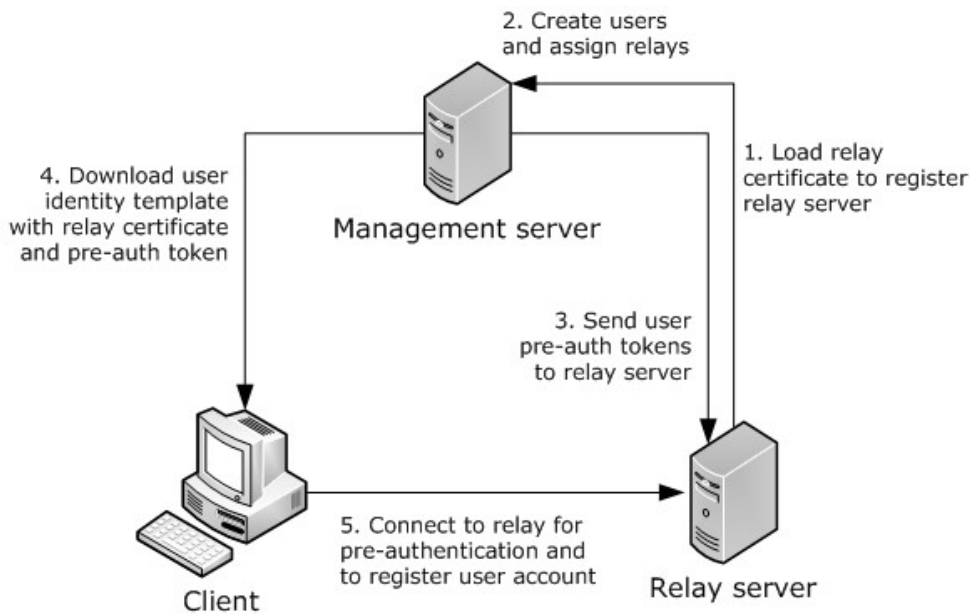 2. Create users
and assign relays
4. Download user
identity template
with relay certificate
and pre-auth token
1. Load relay
certificate to register
relay server
Management server
3. Send user
pre-auth tokens
to relay server
5. Connect to relay for
pre-authentication and
to register user account
Client
Relay server